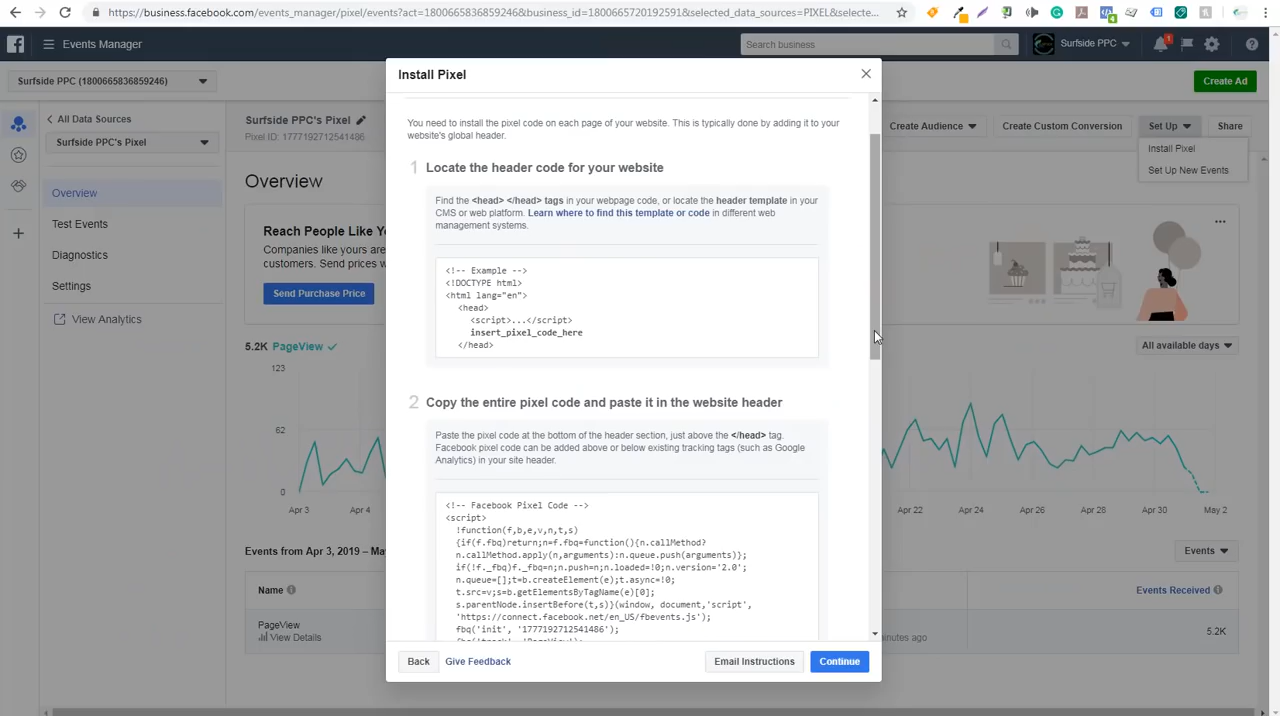 https://business.facebook.com/events_manager/pixel/events?act=1800665836859246&business_id=1800665720192591&selected_data_sources=PIXEL&selecte...
Events Manager
Search business
Surfside PPC
1
4
Surfside PPC (1800665836859246)
Create Ad
All Data Sources
Surfside PPC's Pixel
Surfside PPC's Pixel
Pixel ID: 1777192712541486
Create Audience
Create Custom Conversion
Set Up
Share
Install Pixel
Set Up New Events
Overview
Test Events
Diagnostics
Settings
View Analytics
Overview
Reach People Like Y
Companies like yours are
customers. Send prices w
Send Purchase Price
5.2K PageView
All available days
123
62
0
Apr 3
Apr 4
Apr 22
Apr 24
Apr 26
Apr 28
Apr 30
May 2
Events from Apr 3, 2019 – Ma
Events
Name
Events Received
PageView
View Details
minutes ago
5.2K
Install Pixel
You need to install the pixel code on each page of your website. This is typically done by adding it to your
website's global header.
1 Locate the header code for your website
Find the <head> </head> tags in your webpage code, or locate the header template in your
CMS or web platform. Learn where to find this template or code in different web
management systems.
<!-- Example -->
<!DOCTYPE html>
<html lang="en">
<head>
<script>...</script>
insert_pixel_code_here
</head>
2 Copy the entire pixel code and paste it in the website header
Paste the pixel code at the bottom of the header section, just above the </head> tag.
Facebook pixel code can be added above or below existing tracking tags (such as Google
Analytics) in your site header.
<!-- Facebook Pixel Code -->
<script>
!function(f,b,e,v,n,t,s)
{if(f.fbq)return;n=f.fbq=function(){n.callMethod?
n.callMethod.apply(n,arguments):n.queue.push(arguments)};
if(!f._fbq)f._fbq=n;n.push=n;n.loaded=!0;n.version='2.0';
n.queue=[];t=b.createElement(e);t.async=!0;
t.src=v;s=b.getElementsByTagName(e)[0];
s.parentNode.insertBefore(t,s)}(window, document,'script',
'https://connect.facebook.net/en_US/fbevents.js');
fbq('init', '1777192712541486');
fbq('track', 'PageView');
Back
Give Feedback
Email Instructions
Continue